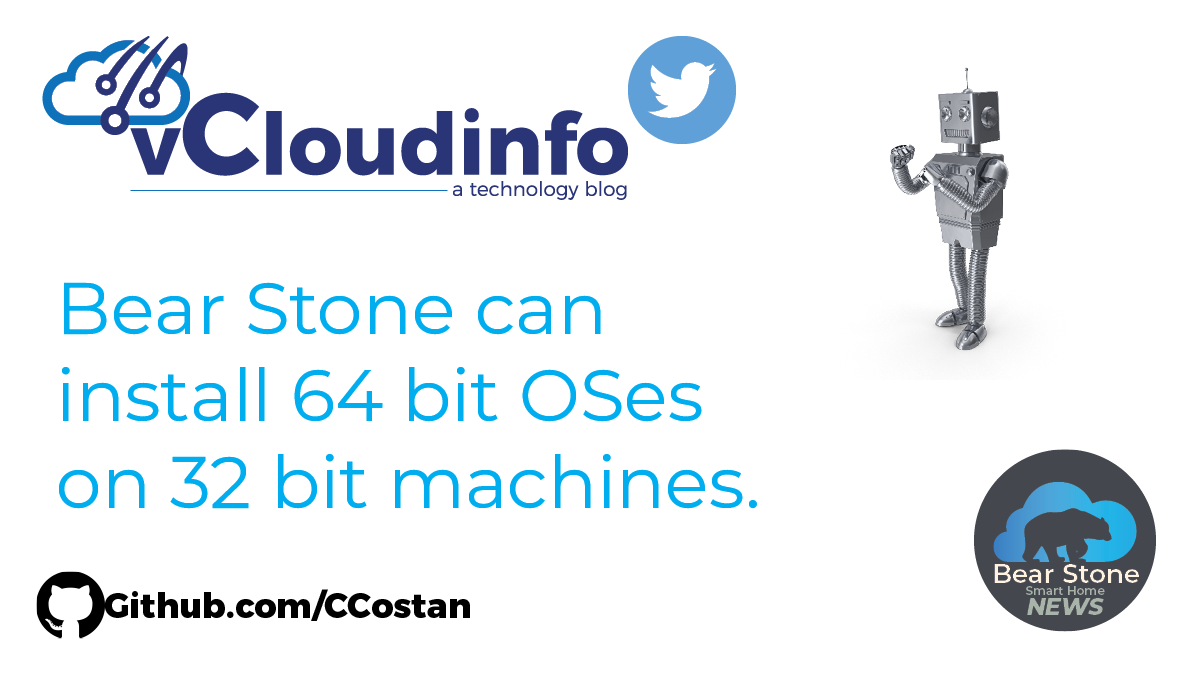 vCloudinfo
a technology blog
Bear Stone can
install 64 bit OSes
on 32 bit machines.
Github.com/CCostan
Bear Stone
Smart Home
NEWS